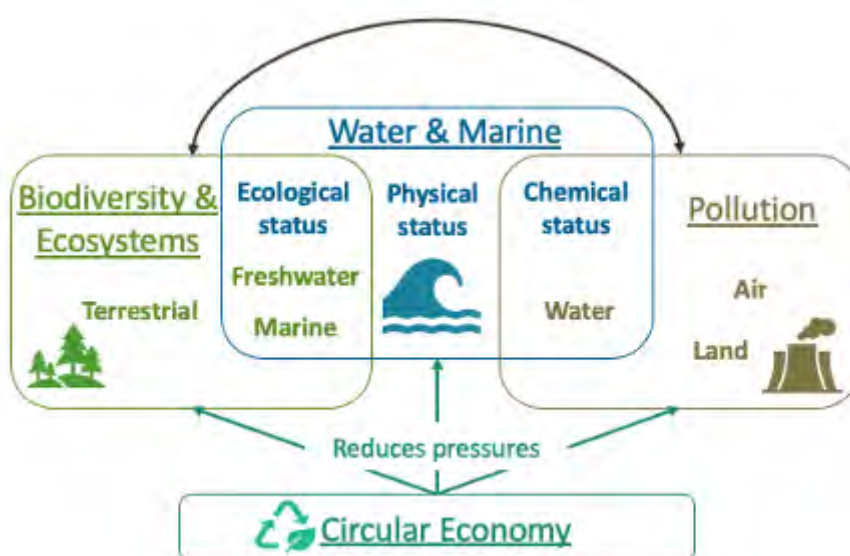 Water & Marine
Biodiversity &
Ecosystems
Terrestrial
Ecological
status
Freshwater
Marine
Physical
status
Chemical
status
Water
Pollution
Air
Land
Reduces pressures
Circular Economy